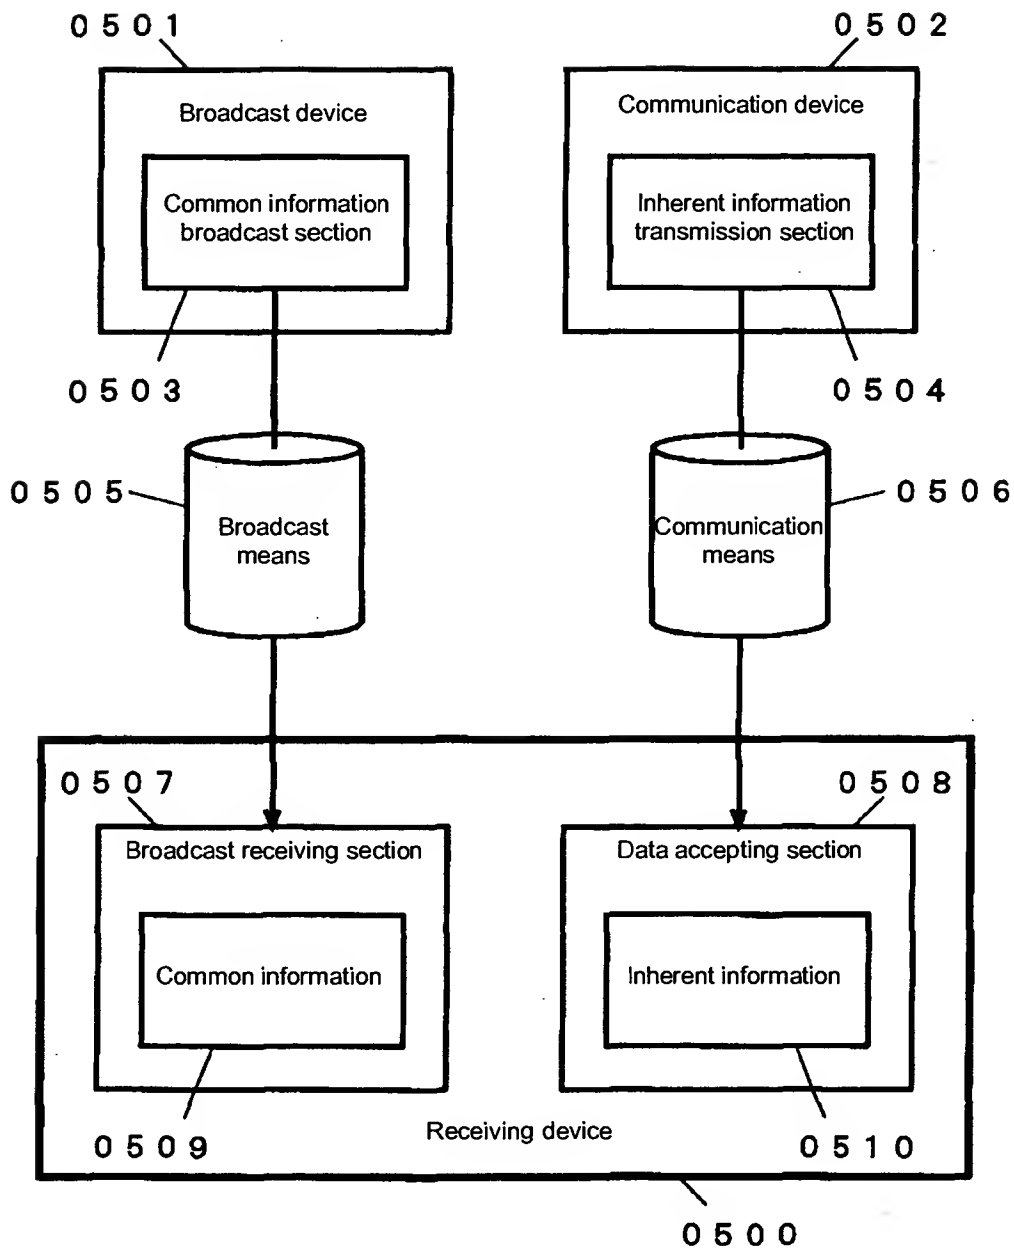 0501
0502
Broadcast device
Communication device
Common information
broadcast section
Inherent information
transmission section
0503
0504
0505
0506
Broadcast
means
Communication
means
0507
0508
Broadcast receiving section
Data accepting section
Common information
Inherent information
0509
Receiving device
0510
0500